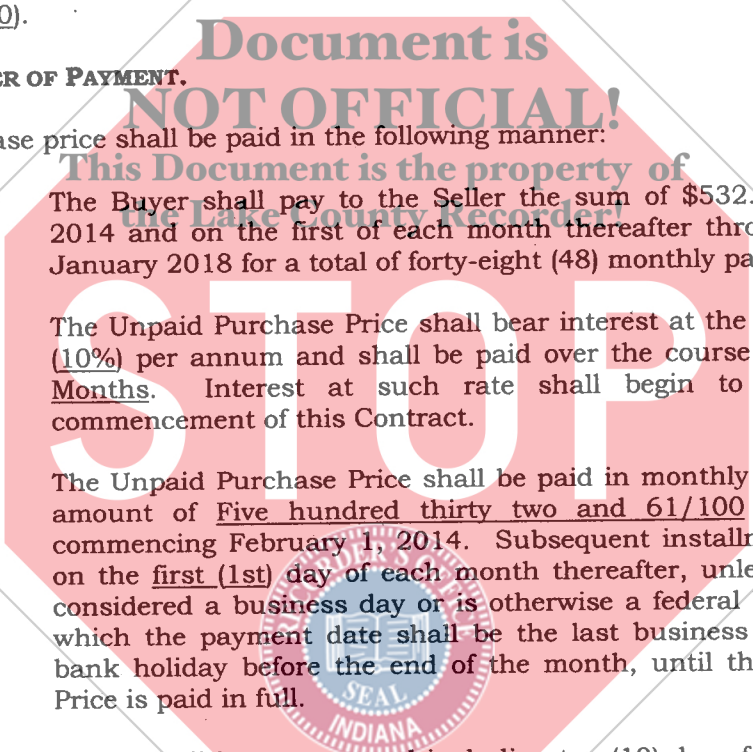 0).
Document is
ER OF PAYMENT.
NOT OFFICIAL!
ase price shall be paid in the following manner:
This Document is the property of
The Buyer shall pay to the Seller the sum of $532.
the Lake County Recorder!
2014 and on the first of each month thereafter thro
January 2018 for a total of forty-eight (48) monthly pa
STOP
The Unpaid Purchase Price shall bear interest at the
(10%) per annum and shall be paid over the course
Months. Interest at such rate shall begin to
commencement of this Contract.
The Unpaid Purchase Price shall be paid in monthly
amount of Five hundred thirty two and 61/100
commencing February 1, 2014. Subsequent installm
on the first (1st) day of each month thereafter, unle
considered a business day or is otherwise a federal
which the payment date shall be the last business
bank holiday before the end of the month, until th
Price is paid in full.
SEAL
INDIANA